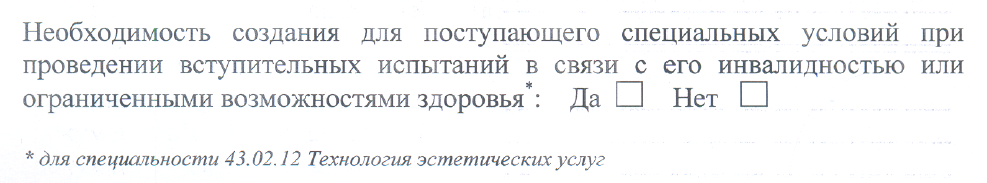 Необходимость создания для поступающего специальных условий при
проведении вступительных испытаний в связи с его инвалидностью или
ограниченными возможностями здоровья*: Да ☐ Нет ☐
* для специальности 43.02.12 Технология эстетических услуг